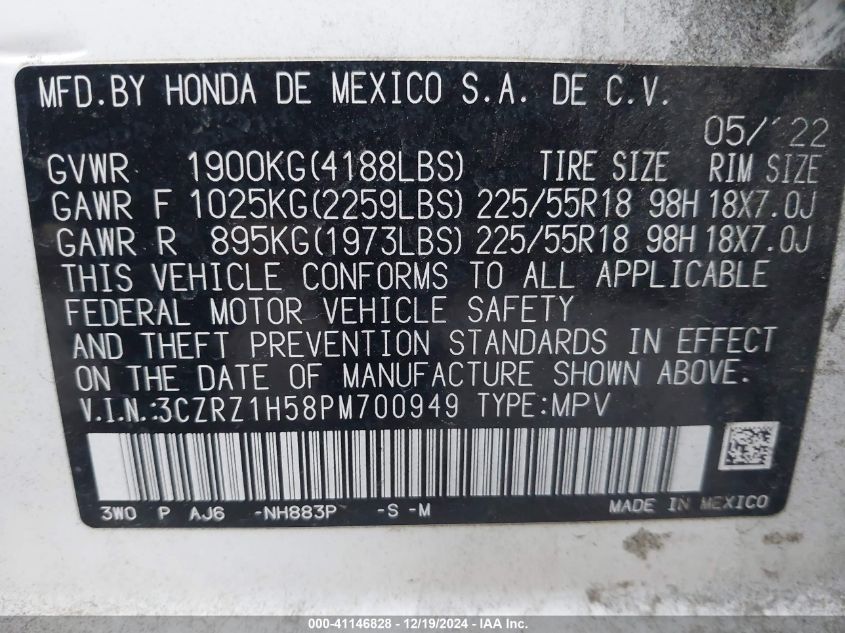 MFD.BY HONDA DE MEXICO S.A. DE C.V.
05/ 22
GVWR 1900KG(4188LBS) TIRE SIZE RIM SIZE
GAWR F 1025KG(2259LBS) 225/55R18 98H 18X7.0J
GAWR R 895KG(1973LBS) 225/55R18 98H 18X7.0J
THIS VEHICLE CONFORMS TO ALL APPLICABLE
FEDERAL MOTOR VEHICLE SAFETY
AND THEFT PREVENTION STANDARDS IN EFFECT
ON THE DATE OF MANUFACTURE SHOWN ABOVE.
V.I.N.:3CZRZ1H58PM700949 TYPE:MPV
3W0 P AJ6 -NH883P -S -M MADE IN MEXICO
000-41146828 - 12/19/2024 - IAA Inc.